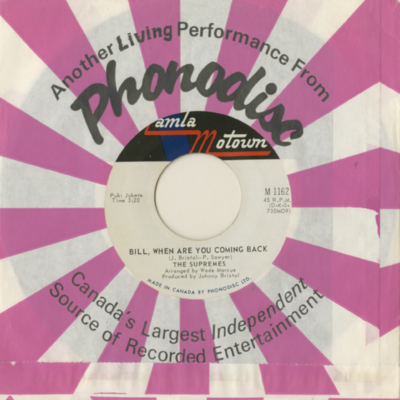 Another Living Performance From
Phonodisc
Tamla
Motown
Pub: Jobete
Time 3:20
M 1162
45 R.P.M.
BILL, WHEN ARE YOU COMING BACK
(J. Bristol-P. Sawyer)
THE SUPREMES
Arranged by Wade Marcus
Produced by Johnny Bristol
MADE IN CANADA BY PHONODISC LTD.
Canada's Largest Independent
Source of Recorded Entertainment